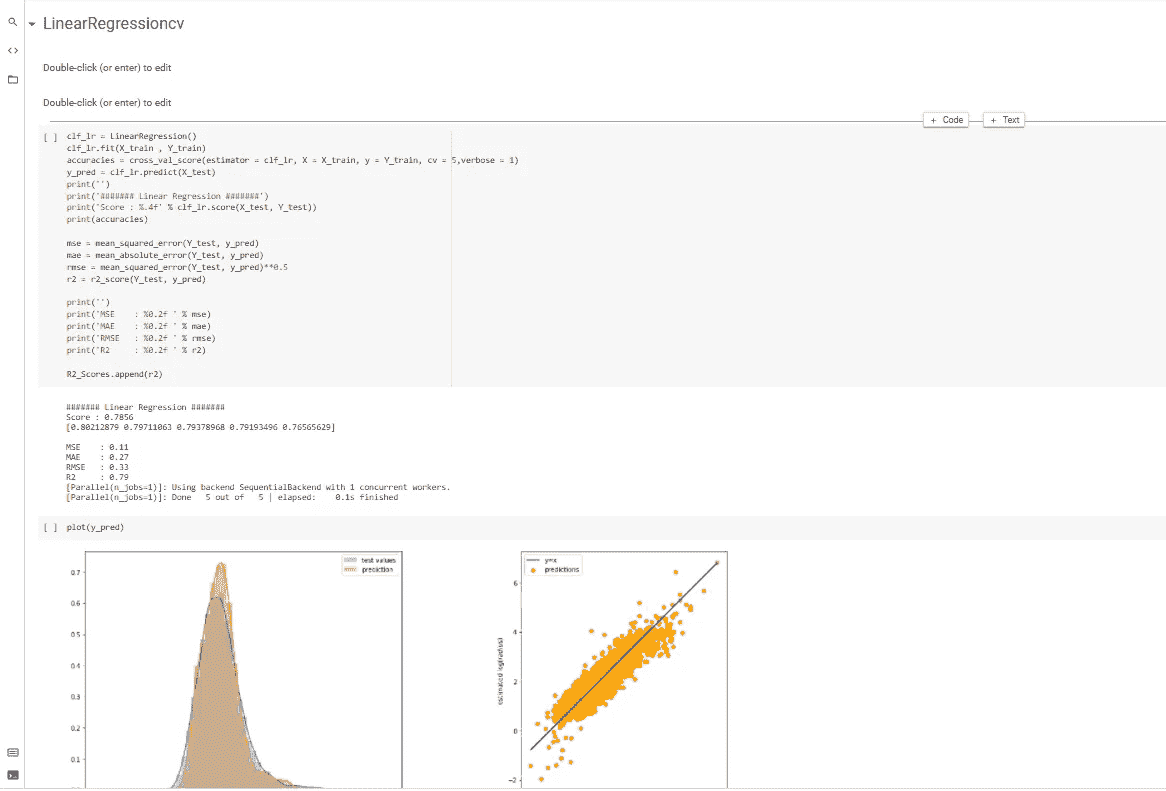 LinearRegressioncv
Double-click (or enter) to edit
Double-click (or enter) to edit
+ Code + Text
[ ] clf_lr = LinearRegression()
clf_lr.fit(X_train , Y_train)
accuracies = cross_val_score(estimator = clf_lr, X = X_train, y = Y_train, cv = 5,verbose = 1)
y_pred = clf_lr.predict(X_test)
print('')
print('####### Linear Regression #######')
print('Score : %.4f' % clf_lr.score(X_test, Y_test))
print(accuracies)
mse = mean_squared_error(Y_test, y_pred)
mae = mean_absolute_error(Y_test, y_pred)
rmse = mean_squared_error(Y_test, y_pred)**0.5
r2 = r2_score(Y_test, y_pred)
print('')
print('MSE    : %0.2f ' % mse)
print('MAE    : %0.2f ' % mae)
print('RMSE   : %0.2f ' % rmse)
print('R2     : %0.2f ' % r2)
R2_Scores.append(r2)
####### Linear Regression #######
Score : 0.7856
[0.80212879 0.79711063 0.79378968 0.79193496 0.76565629]
MSE    : 0.11
MAE    : 0.27
RMSE   : 0.33
R2     : 0.79
[Parallel(n_jobs=1)]: Using backend SequentialBackend with 1 concurrent workers.
[Parallel(n_jobs=1)]: Done   5 out of   5 | elapsed:    0.1s finished
[ ] plot(y_pred)
test values
prediction
0.7
0.6
0.5
0.4
0.3
0.2
0.1
y=x
predictions
6
4
2
0
-2